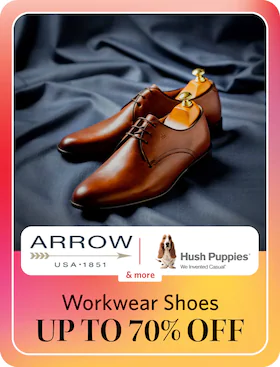 ARROW
USA • 1851
Hush Puppies
We Invented Casual
& more
Workwear Shoes
UP TO 70% OFF